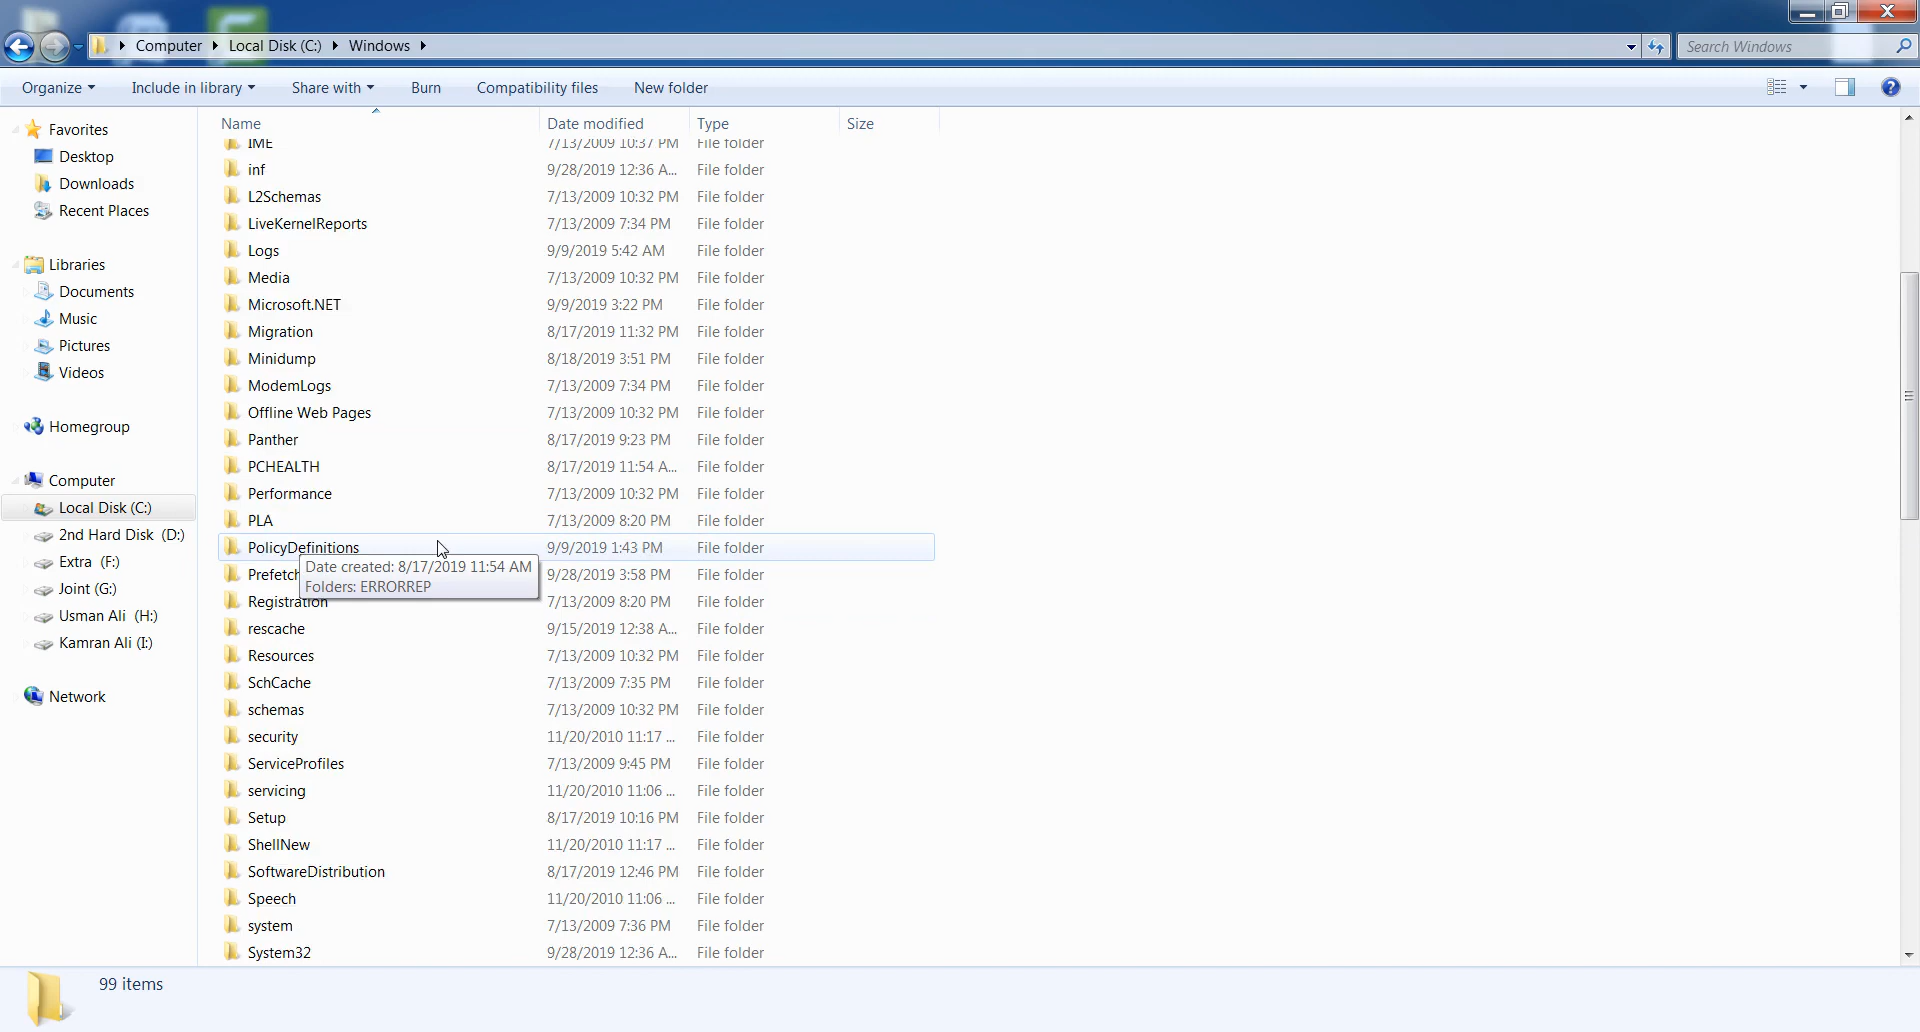 Computer Local Disk (C:) Windows
Search Windows
Organize Include in library Share with Burn Compatibility files New folder
Favorites
Desktop
Downloads
Recent Places
Libraries
Documents
Music
Pictures
Videos
Homegroup
Computer
Local Disk (C:)
2nd Hard Disk (D:)
Extra (F:)
Joint (G:)
Usman Ali (H:)
Kamran Ali (I:)
Network
Name Date modified Type Size
IME 7/13/2009 10:37 PM File folder
inf 9/28/2019 12:36 A... File folder
L2Schemas 7/13/2009 10:32 PM File folder
LiveKernelReports 7/13/2009 7:34 PM File folder
Logs 9/9/2019 5:42 AM File folder
Media 7/13/2009 10:32 PM File folder
Microsoft.NET 9/9/2019 3:22 PM File folder
Migration 8/17/2019 11:32 PM File folder
Minidump 8/18/2019 3:51 PM File folder
ModemLogs 7/13/2009 7:34 PM File folder
Offline Web Pages 7/13/2009 10:32 PM File folder
Panther 8/17/2019 9:23 PM File folder
PCHEALTH 8/17/2019 11:54 A... File folder
Performance 7/13/2009 10:32 PM File folder
PLA 7/13/2009 8:20 PM File folder
PolicyDefinitions 9/9/2019 1:43 PM File folder
Date created: 8/17/2019 11:54 AM
Folders: ERRORREP
Prefetch 9/28/2019 3:58 PM File folder
Registration 7/13/2009 8:20 PM File folder
rescache 9/15/2019 12:38 A... File folder
Resources 7/13/2009 10:32 PM File folder
SchCache 7/13/2009 7:35 PM File folder
schemas 7/13/2009 10:32 PM File folder
security 11/20/2010 11:17 ... File folder
ServiceProfiles 7/13/2009 9:45 PM File folder
servicing 11/20/2010 11:06 ... File folder
Setup 8/17/2019 10:16 PM File folder
ShellNew 11/20/2010 11:17 ... File folder
SoftwareDistribution 8/17/2019 12:46 PM File folder
Speech 11/20/2010 11:06 ... File folder
system 7/13/2009 7:36 PM File folder
System32 9/28/2019 12:36 A... File folder
99 items